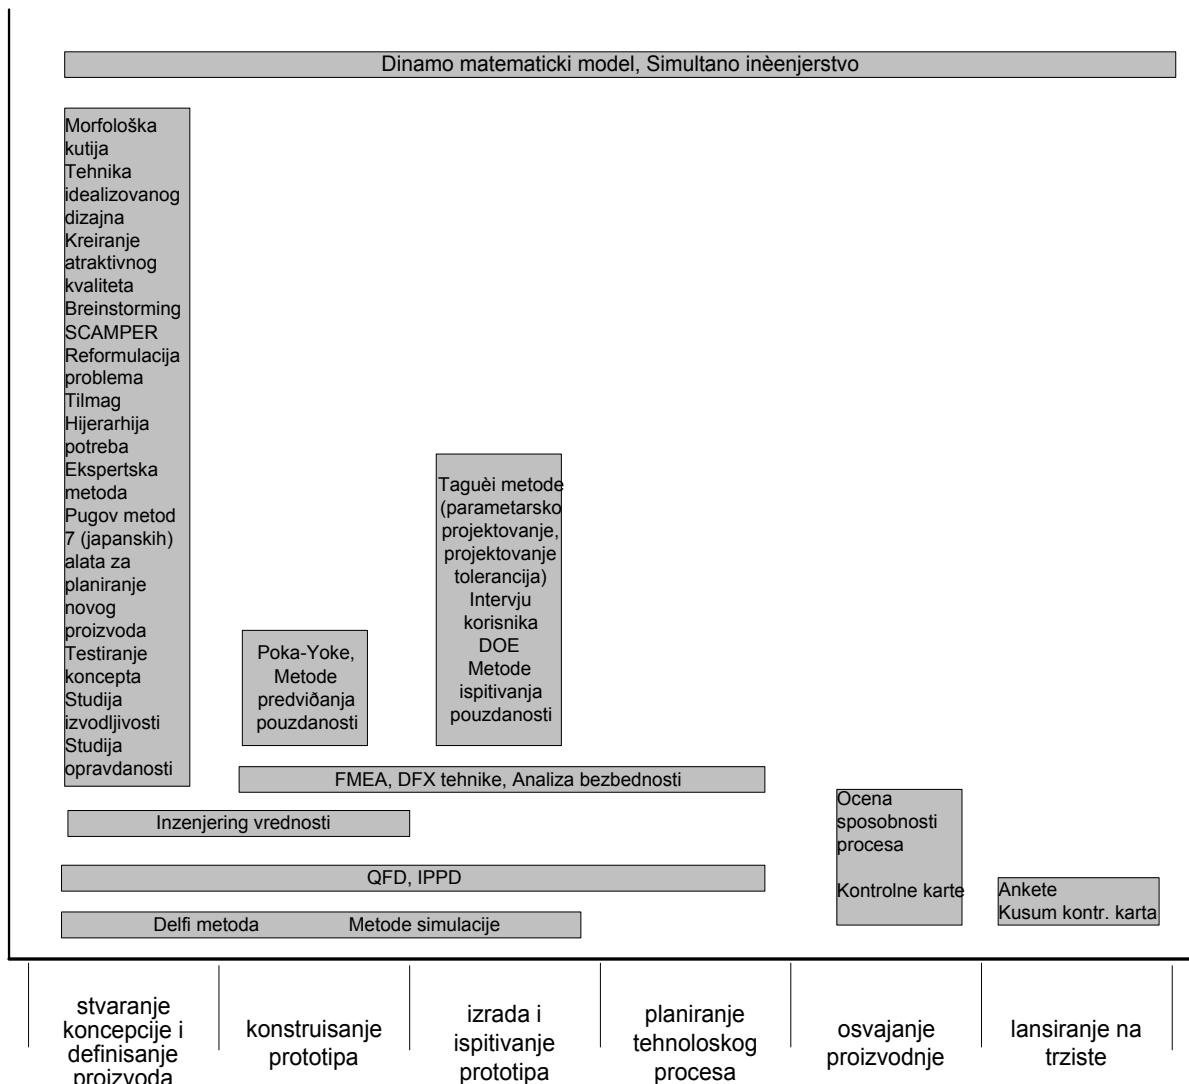 Dinamo matematicki model, Simultano inèenjerstvo
Morfološka
kutija
Tehnika
idealizovanog
dizajna
Kreiranje
atraktivnog
kvaliteta
Breinstorming
SCAMPER
Reformulacija
problema
Tilmag
Hijerarhija
potreba
Ekspertska
metoda
Pugov metod
7 (japanskih)
alata za
planiranje
novog
proizvoda
Testiranje
koncepta
Studija
izvodljivosti
Studija
opravdanosti
Poka-Yoke,
Metode
predviðanja
pouzdanosti
Taguèi metode
(parametarsko
projektovanje,
projektovanje
tolerancija)
Intervju
korisnika
DOE
Metode
ispitivanja
pouzdanosti
FMEA, DFX tehnike, Analiza bezbednosti
Inzenjering vrednosti
QFD, IPPD
Delfi metoda Metode simulacije
Ocena
sposobnosti
procesa
Kontrolne karte
Ankete
Kusum kontr. karta
stvaranje
koncepcije i
definisanje
proizvoda
konstruisanje
prototipa
izrada i
ispitivanje
prototipa
planiranje
tehnoloskog
procesa
osvajanje
proizvodnje
lansiranje na
trziste